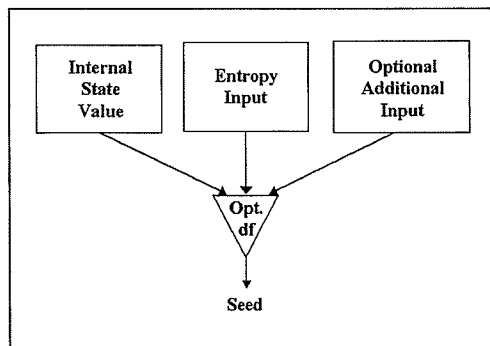 Internal
State
Value
Entropy
Input
Optional
Additional
Input
Opt.
df
Seed